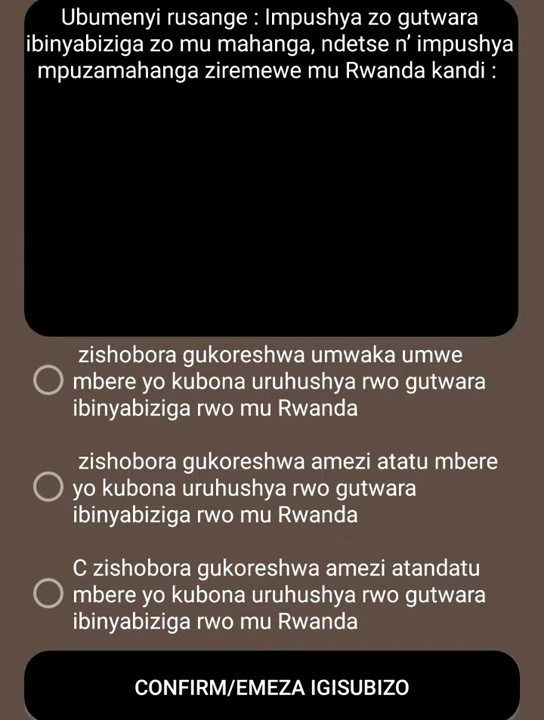 Ubumenyi rusange : Impushya zo gutwara
ibinyabiziga zo mu mahanga, ndetse n’ impushya
mpuzamahanga ziremewe mu Rwanda kandi :
zishobora gukoreshwa umwaka umwe
mbere yo kubona uruhushya rwo gutwara
ibinyabiziga rwo mu Rwanda
zishobora gukoreshwa amezi atatu mbere
yo kubona uruhushya rwo gutwara
ibinyabiziga rwo mu Rwanda
C zishobora gukoreshwa amezi atandatu
mbere yo kubona uruhushya rwo gutwara
ibinyabiziga rwo mu Rwanda
CONFIRM/EMEZA IGISUBIZO